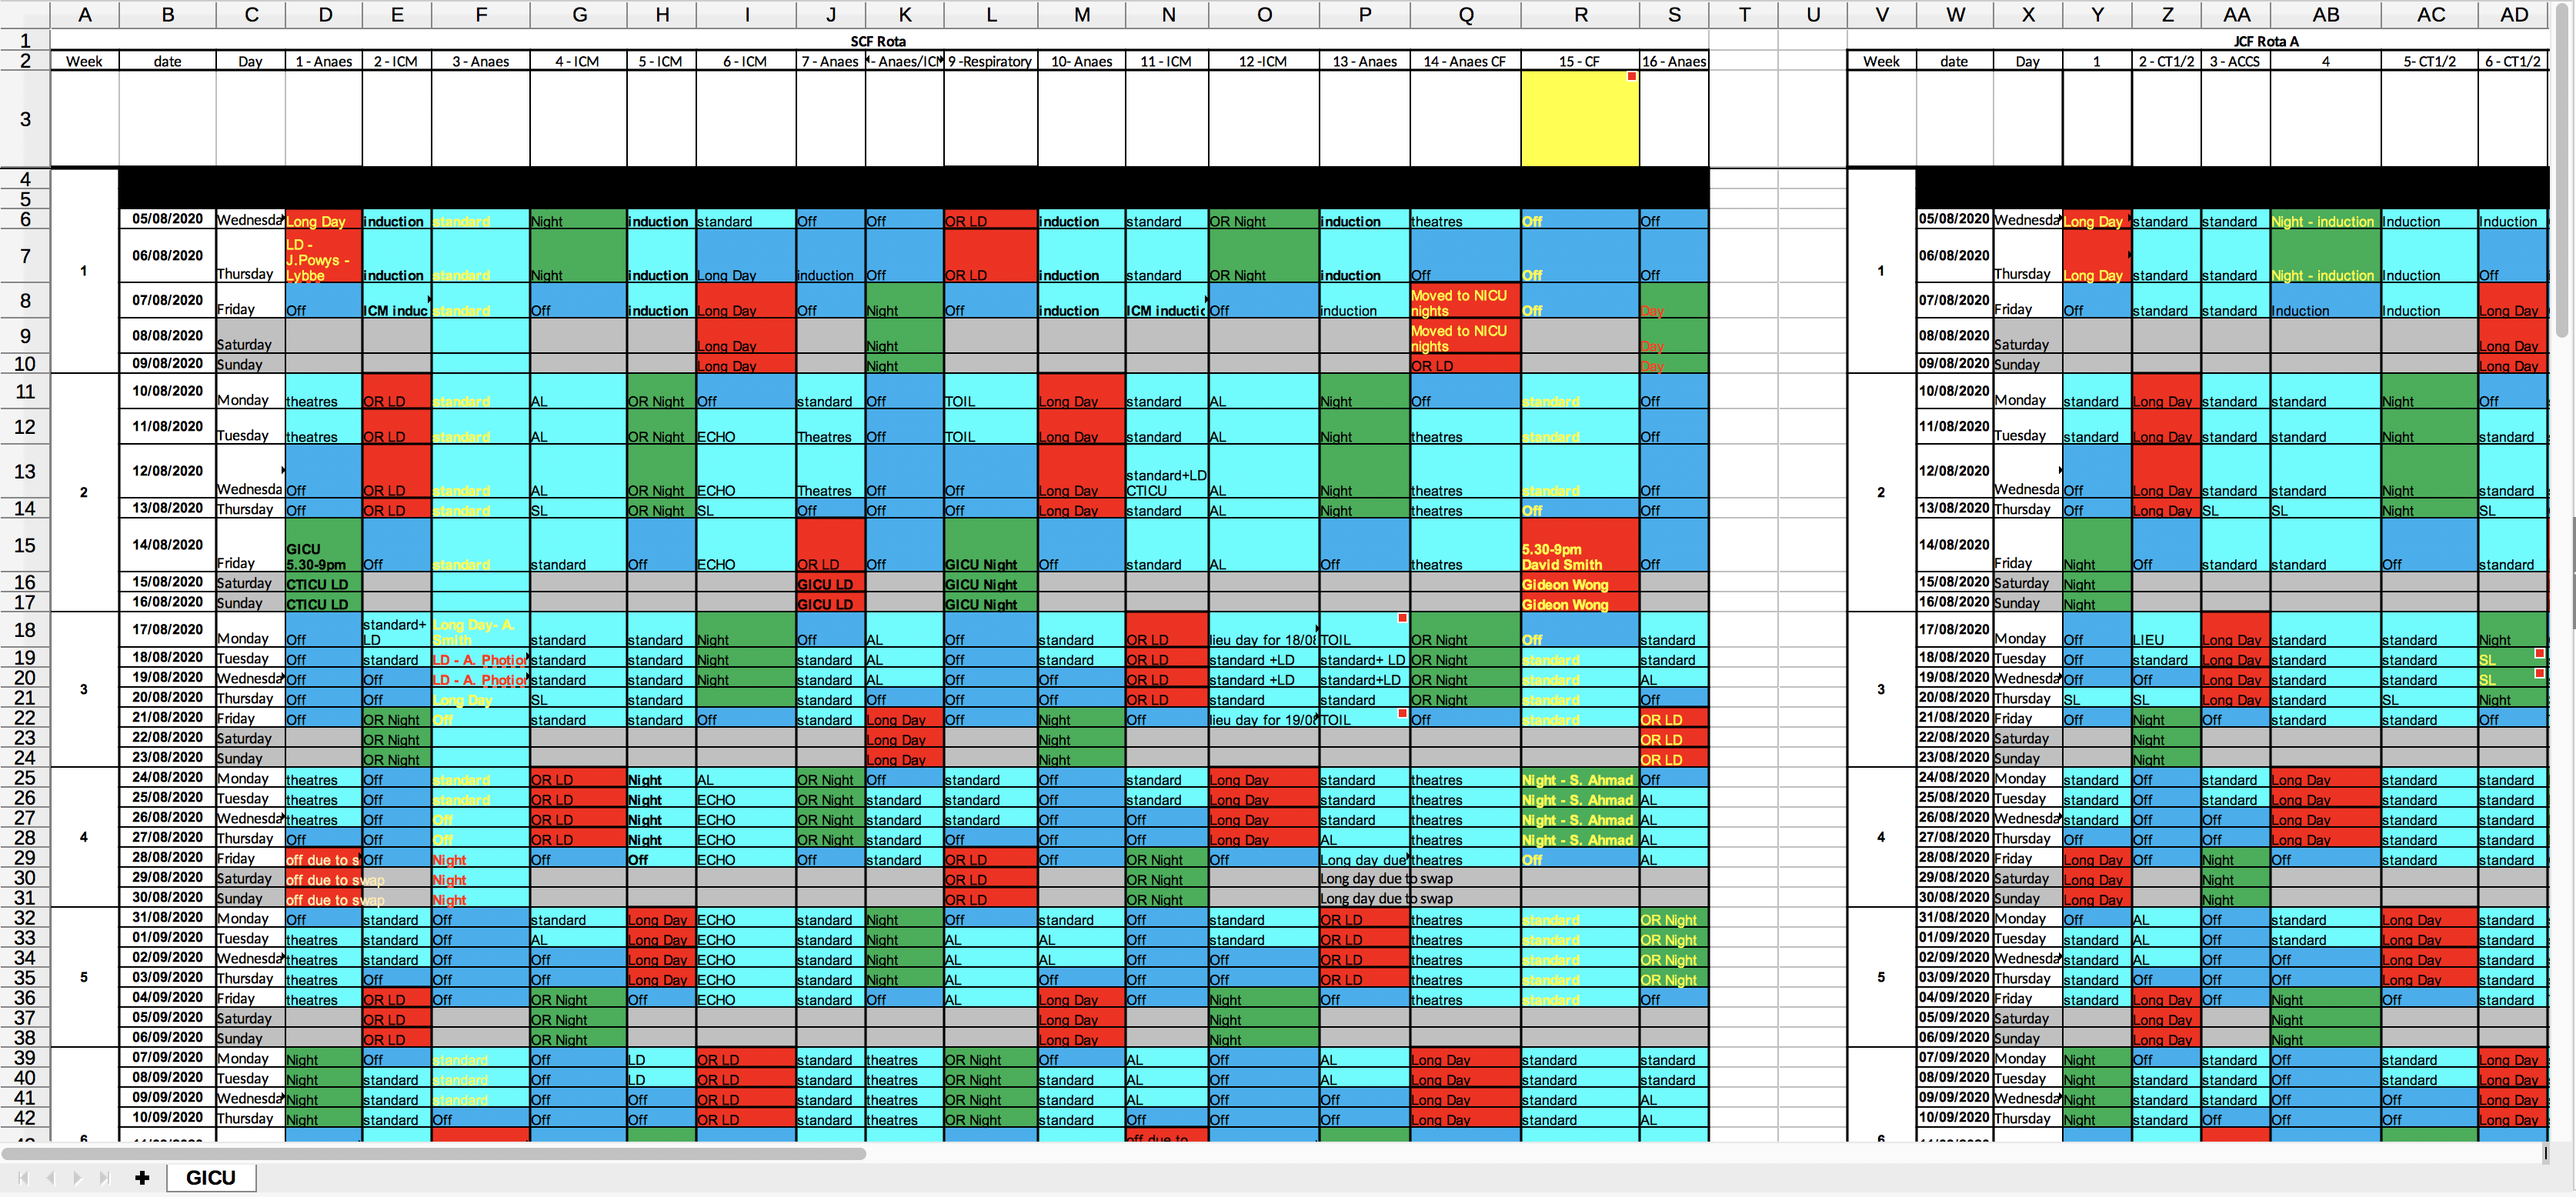 A B C D E F G H I J K L M N O P Q R S T U V W X Y Z AA AB AC AD
1 SCF Rota JCF Rota A
2 Week date Day 1 - Anaes 2 - ICM 3 - Anaes 4 - ICM 5 - ICM 6 - ICM 7 - Anaes - Anaes/ICM 9 -Respiratory 10- Anaes 11 - ICM 12 -ICM 13 - Anaes 14 - Anaes CF 15 - CF 16 - Anaes Week date Day 1 2 - CT1/2 3 - ACCS 4 5- CT1/2 6 - CT1/2
3
4
5
6 05/08/2020 Wednesda Long Day induction standard Night induction standard Off Off OR LD induction standard OR Night induction theatres Off Off 05/08/2020 Wednesda Long Day standard standard Night - induction Induction Induction
7 1 06/08/2020 Thursday LD - J.Powys - Lybbe induction standard Night induction Long Day induction Off OR LD induction standard OR Night induction Off Off Off 1 06/08/2020 Thursday Long Day standard standard Night - induction Induction Off
8 07/08/2020 Friday Off ICM induc standard Off induction Long Day Off Night Off induction ICM inductic Off induction Moved to NICU nights Off Day 07/08/2020 Friday Off standard standard Induction Induction Long Day
9 08/08/2020 Saturday Long Day Night Moved to NICU nights Day 08/08/2020 Saturday Long Day
10 09/08/2020 Sunday Long Day Night OR LD Day 09/08/2020 Sunday Long Day
11 10/08/2020 Monday theatres OR LD standard AL OR Night Off standard Off TOIL Long Day standard AL Night Off standard Off 10/08/2020 Monday standard Long Day standard standard Night Off
12 11/08/2020 Tuesday theatres OR LD standard AL OR Night ECHO Theatres Off TOIL Long Day standard AL Night theatres standard Off 11/08/2020 Tuesday standard Long Day standard standard Night standard
13 2 12/08/2020 Wednesda Off OR LD standard AL OR Night ECHO Theatres Off Off Long Day standard+LD CTICU AL Night theatres standard Off 2 12/08/2020 Wednesda Off Long Day standard standard Night standard
14 13/08/2020 Thursday Off OR LD standard SL OR Night SL Off Off Off Long Day standard AL Night theatres Off Off 13/08/2020 Thursday Off Long Day SL SL Night SL
15 14/08/2020 Friday GICU 5.30-9pm Off standard standard Off ECHO OR LD Off GICU Night Off standard AL Off theatres 5.30-9pm David Smith Off 14/08/2020 Friday Night Off standard standard Off standard
16 15/08/2020 Saturday CTICU LD GICU LD GICU Night Gideon Wong 15/08/2020 Saturday Night
17 16/08/2020 Sunday CTICU LD GICU LD GICU Night Gideon Wong 16/08/2020 Sunday Night
18 17/08/2020 Monday Off standard+ LD Long Day- A. Smith standard standard Night Off AL Off standard OR LD lieu day for 18/08 TOIL OR Night Off standard 17/08/2020 Monday Off LIEU Long Day standard standard Night
19 18/08/2020 Tuesday Off standard LD - A. Photior standard standard Night standard AL Off standard OR LD standard +LD standard+ LD OR Night standard standard 18/08/2020 Tuesday Off standard Long Day standard standard SL
20 3 19/08/2020 Wednesda Off Off LD - A. Photior standard standard Night standard AL Off Off OR LD standard +LD standard+LD OR Night standard AL 3 19/08/2020 Wednesda Off Off Long Day standard standard SL
21 20/08/2020 Thursday Off Off Long Day SL standard Off standard Off Off Off OR LD standard standard OR Night standard Off 20/08/2020 Thursday SL SL Long Day standard SL Night
22 21/08/2020 Friday Off OR Night Off standard standard Off standard Long Day Off Night Off lieu day for 19/08 TOIL Off standard OR LD 21/08/2020 Friday Off Night Off standard standard Off
23 22/08/2020 Saturday OR Night Long Day Night OR LD 22/08/2020 Saturday Night
24 23/08/2020 Sunday OR Night Long Day Night OR LD 23/08/2020 Sunday Night
25 24/08/2020 Monday theatres Off standard OR LD Night AL OR Night Off standard Off standard Long Day standard theatres Night - S. Ahmad Off 24/08/2020 Monday standard Off standard Long Day standard standard
26 25/08/2020 Tuesday theatres Off standard OR LD Night ECHO OR Night standard standard Off standard Long Day standard theatres Night - S. Ahmad AL 25/08/2020 Tuesday standard Off standard Long Day standard standard
27 26/08/2020 Wednesda theatres Off Off OR LD Night ECHO OR Night standard standard Off Off Long Day standard theatres Night - S. Ahmad AL 26/08/2020 Wednesda standard Off standard Long Day standard standard
28 4 27/08/2020 Thursday Off Off Off OR LD Night ECHO OR Night standard Off Off Off Long Day AL theatres Night - S. Ahmad AL 4 27/08/2020 Thursday Off Off Off Long Day standard standard
29 28/08/2020 Friday off due to s Off Night Off Off ECHO Off standard OR LD Off OR Night Off Long day due theatres Off AL 28/08/2020 Friday Long Day Off Night Off standard standard
30 29/08/2020 Saturday off due to swap Night OR LD OR Night Long day due to swap 29/08/2020 Saturday Long Day Night
31 30/08/2020 Sunday off due to swap Night OR LD OR Night Long day due to swap 30/08/2020 Sunday Long Day Night
32 31/08/2020 Monday Off standard Off standard Long Day ECHO standard Night Off standard Off standard OR LD theatres standard OR Night 31/08/2020 Monday Off AL Off standard Long Day standard
33 01/09/2020 Tuesday theatres standard Off AL Long Day ECHO standard Night AL AL Off standard OR LD theatres standard OR Night 01/09/2020 Tuesday standard AL Off standard Long Day standard
34 02/09/2020 Wednesda theatres standard Off Off Long Day ECHO standard Night AL AL Off Off OR LD theatres standard OR Night 02/09/2020 Wednesda standard AL Off Off Long Day standard
35 5 03/09/2020 Thursday theatres Off Off Off Long Day ECHO standard Night AL Off Off Off OR LD theatres standard OR Night 5 03/09/2020 Thursday standard Off Off Off Long Day standard
36 04/09/2020 Friday theatres OR LD Off OR Night Off ECHO standard Off AL Long Day Off Night Off theatres standard Off 04/09/2020 Friday standard Long Day Off Night Off standard
37 05/09/2020 Saturday OR LD OR Night Long Day Night 05/09/2020 Saturday Long Day Night
38 06/09/2020 Sunday OR LD OR Night Long Day Night 06/09/2020 Sunday Long Day Night
39 07/09/2020 Monday Night Off standard Off LD OR LD standard theatres OR Night Off AL Off AL Long Day standard standard 07/09/2020 Monday Night Off standard Off standard Long Day
40 08/09/2020 Tuesday Night standard standard Off LD OR LD standard theatres OR Night standard AL Off AL Long Day standard standard 08/09/2020 Tuesday Night standard standard Off standard Long Day
41 09/09/2020 Wednesda Night standard standard Off Off OR LD standard theatres OR Night standard AL Off Off Long Day standard AL 09/09/2020 Wednesda Night standard standard Off Off Long Day
42 10/09/2020 Thursday Night standard Off Off Off OR LD standard theatres OR Night standard Off Off Off Long Day standard AL 10/09/2020 Thursday Night standard Off Off Off Long Day
6 off due to 6
GICU